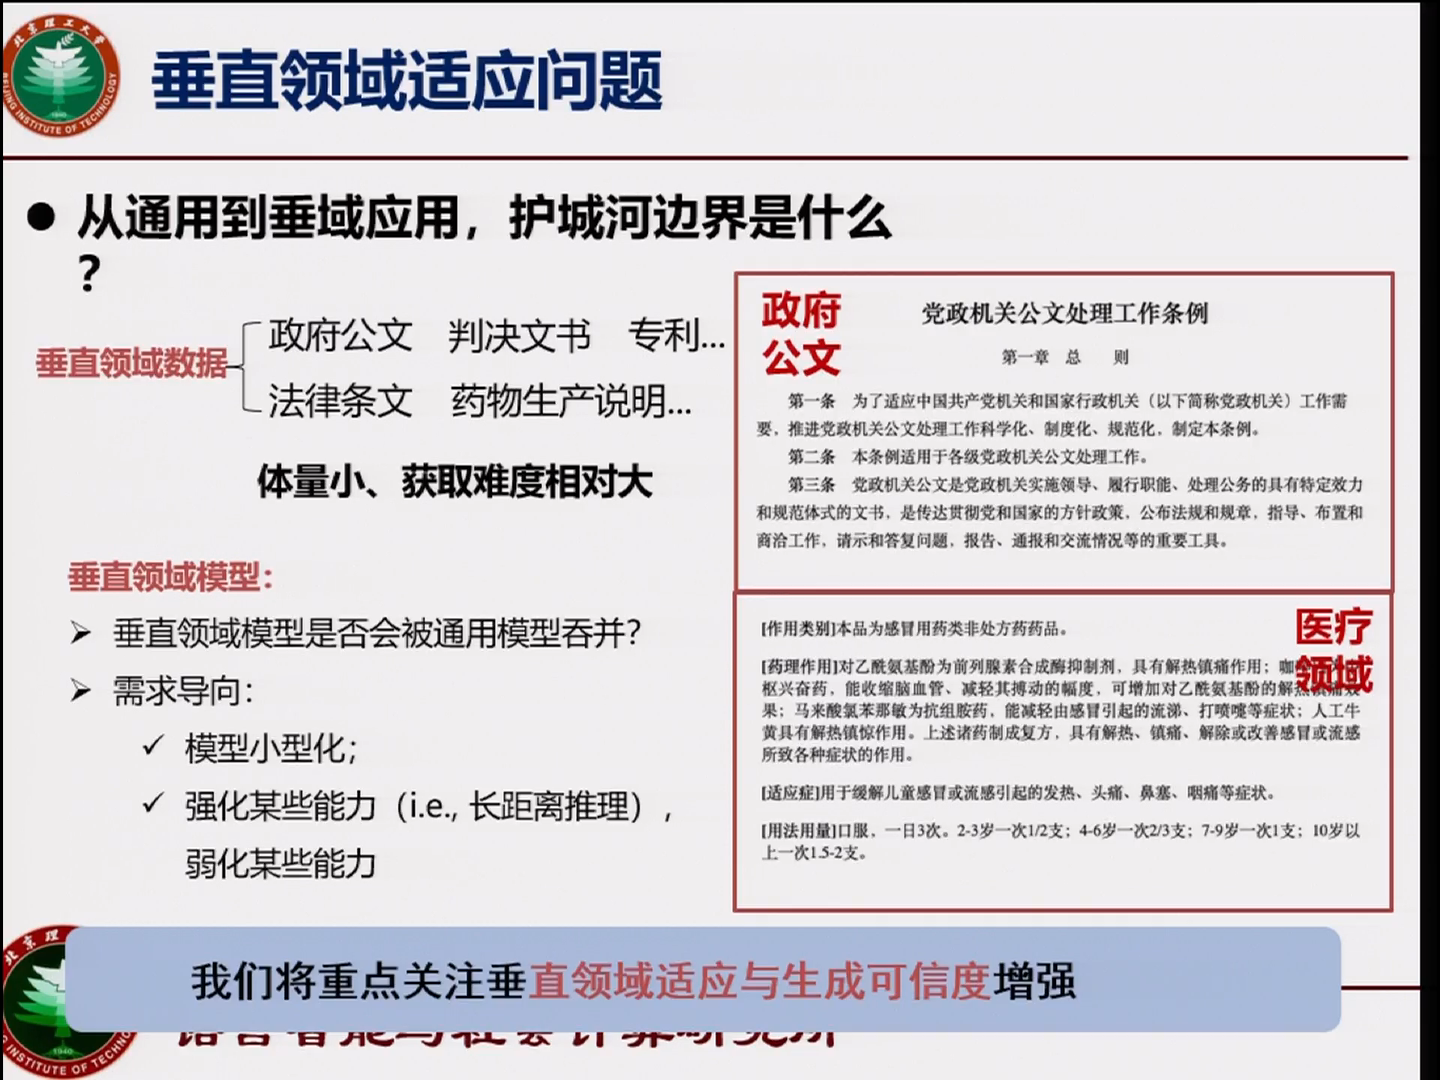 垂直领域适应问题
从通用到垂域应用，护城河边界是什么
？
垂直领域数据
政府公文 判决文书 专利...
法律条文 药物生产说明...
体量小、获取难度相对大
垂直领域模型：
垂直领域模型是否会被通用模型吞并？
需求导向：
模型小型化；
强化某些能力（i.e., 长距离推理），
弱化某些能力
政府
公文
党政机关公文处理工作条例
第一章 总 则
第一条 为了适应中国共产党机关和国家行政机关（以下简称党政机关）工作需
要，推进党政机关公文处理工作科学化、制度化、规范化，制定本条例。
第二条 本条例适用于各级党政机关公文处理工作。
第三条 党政机关公文是党政机关实施领导、履行职能、处理公务的具有特定效力
和规范体式的文书，是传达贯彻党和国家的方针政策，公布法规和规章，指导、布置和
商洽工作，请示和答复问题，报告、通报和交流情况等的重要工具。
医疗
领域
[作用类别]本品为感冒用药类非处方药药品。
[药理作用]对乙酰氨基酚为前列腺素合成酶抑制剂，具有解热镇痛作用；咖
枢兴奋药，能收缩脑血管、减轻其搏动的幅度，可增加对乙酰氨基酚的解热镇痛效
果；马来酸氯苯那敏为抗组胺药，能减轻由感冒引起的流涕、打喷嚏等症状；人工牛
黄具有解热镇惊作用。上述诸药制成复方，具有解热、镇痛、解除或改善感冒或流感
所致各种症状的作用。
[适应症]用于缓解儿童感冒或流感引起的发热、头痛、鼻塞、咽痛等症状。
[用法用量]口服，一日3次。2-3岁一次1/2支；4-6岁一次2/3支；7-9岁一次1支；10岁以
上一次1.5-2支。
我们将重点关注垂直领域适应与生成可信度增强
语言智能与社会计算研究所
北京理工大学
BEIJING INSTITUTE OF TECHNOLOGY
1940
北京理
INSTITUTE OF TECH
1940